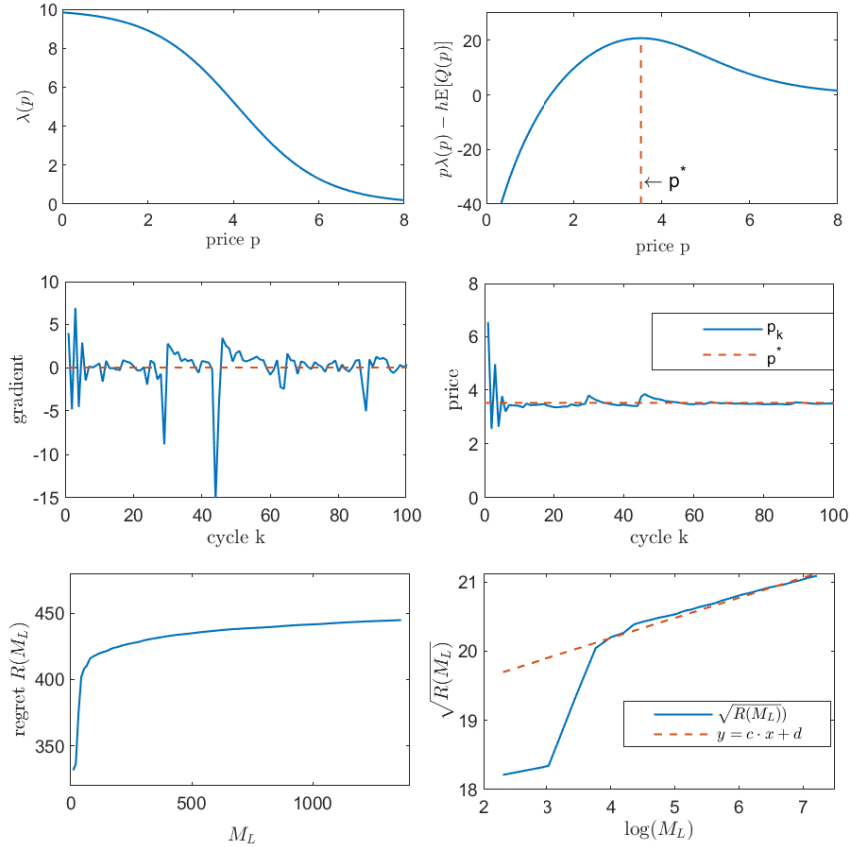 10
8
6
4
2
0
0 2 4 6 8
λ(p)
price p
20
0
-20
-40
0 2 4 6 8
pλ(p) − hE[Q(p)]
← p*
price p
10
5
0
-5
-10
-15
0 20 40 60 80 100
gradient
cycle k
8
6
4
2
0
0 20 40 60 80 100
price
p_k
p*
cycle k
450
400
350
0 500 1000
regret R(M_L)
M_L
21
20
19
18
2 3 4 5 6 7
√R(M_L)
√R(M_L))
y = c · x + d
log(M_L)